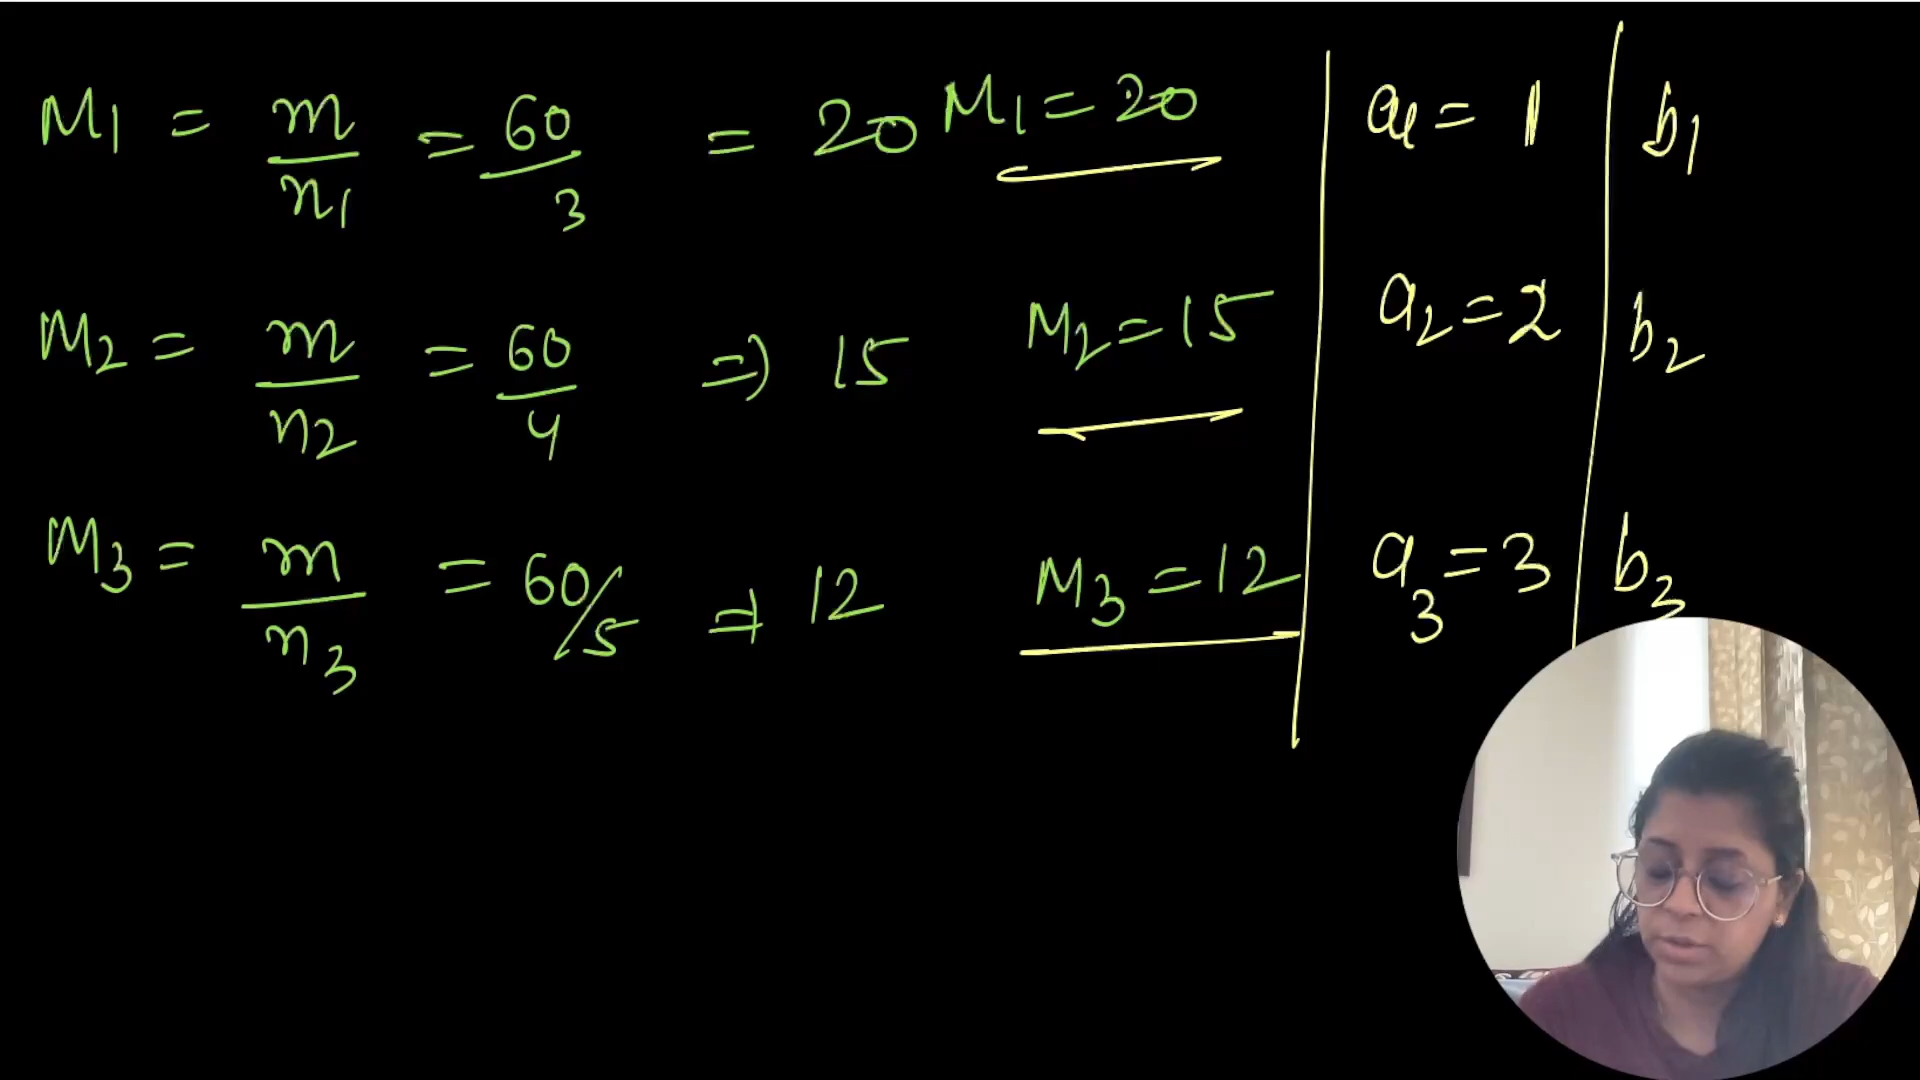 M1 = m/n1 = 60/3 = 20 M1 = 20 a1 = 1 b1
M2 = m/n2 = 60/4 => 15 M2 = 15 a2 = 2 b2
M3 = m/n3 = 60/5 => 12 M3 = 12 a3 = 3 b3